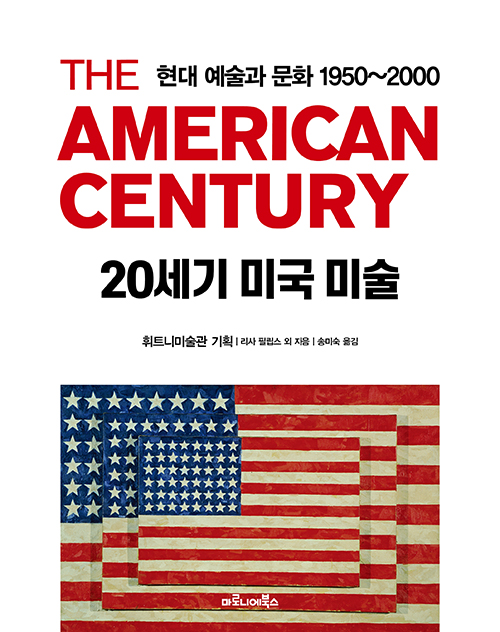 THE 현대 예술과 문화 1950~2000
AMERICAN
CENTURY
20세기 미국 미술
휘트니미술관 기획 | 리사 필립스 외 지음 | 송미숙 옮김
마로니에북스